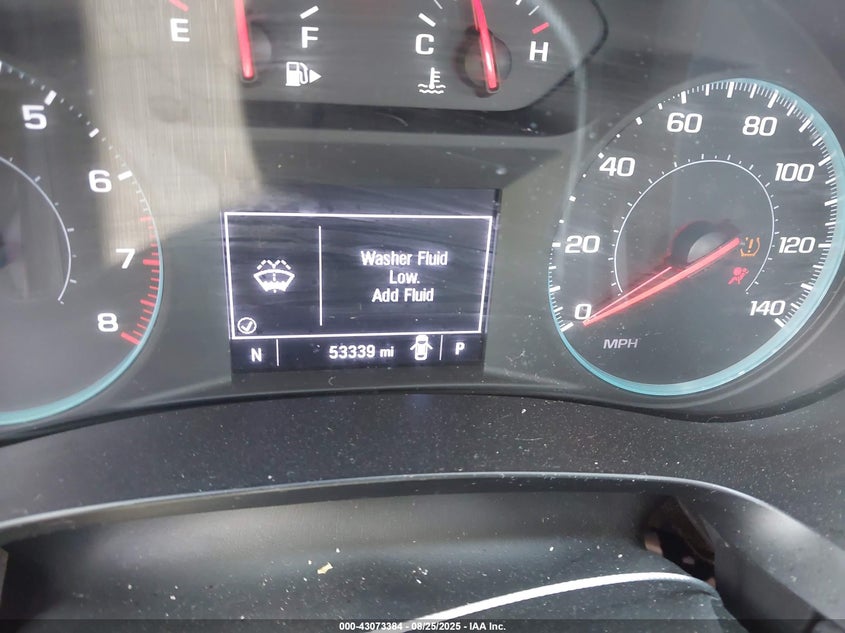 E
F
C
H
5
6
7
8
0
20
40
60
80
100
120
140
MPH
Washer Fluid
Low.
Add Fluid
N
53339 mi
P
000-43073384 - 08/25/2025 - IAA Inc.